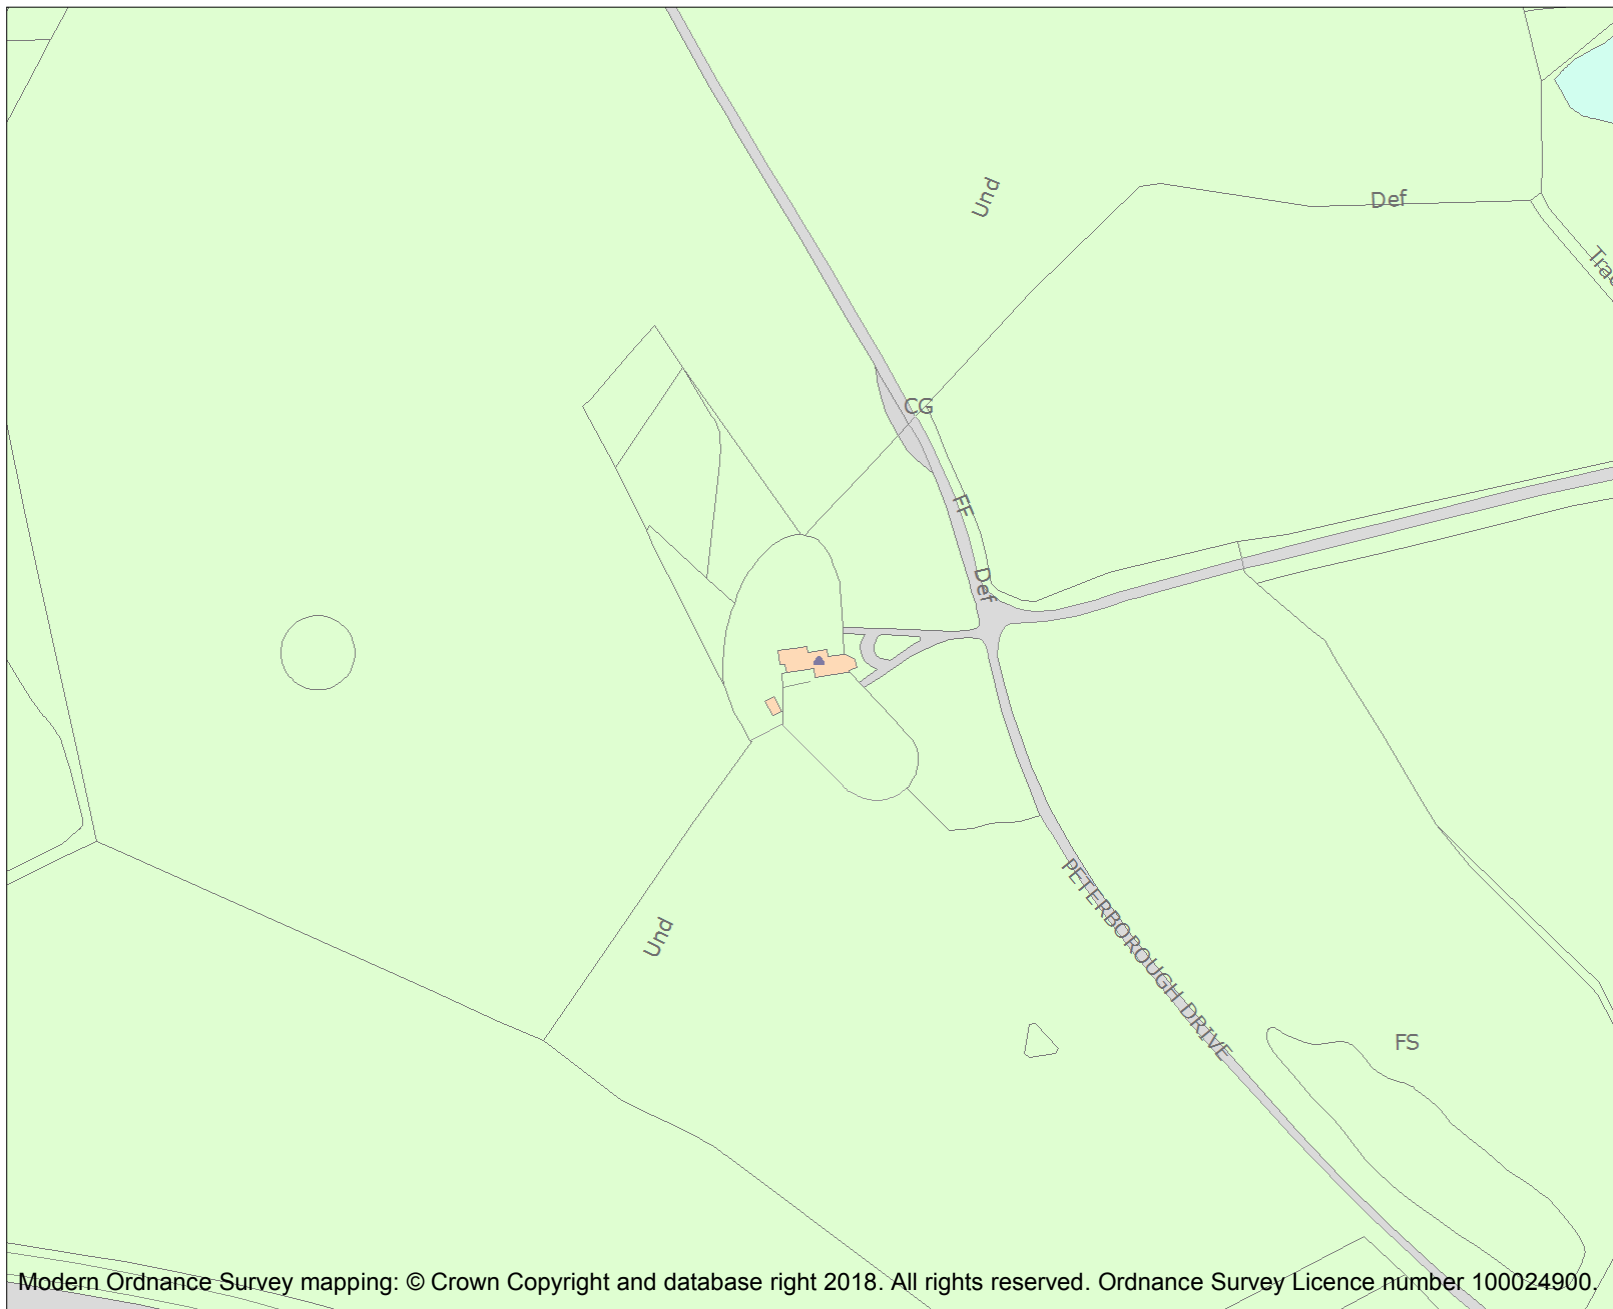 Und
Def
CG
FF
Def
PETERBOROUGH DRIVE
Und
FS
Modern Ordnance Survey mapping: © Crown Copyright and database right 2018. All rights reserved. Ordnance Survey Licence number 100024900.